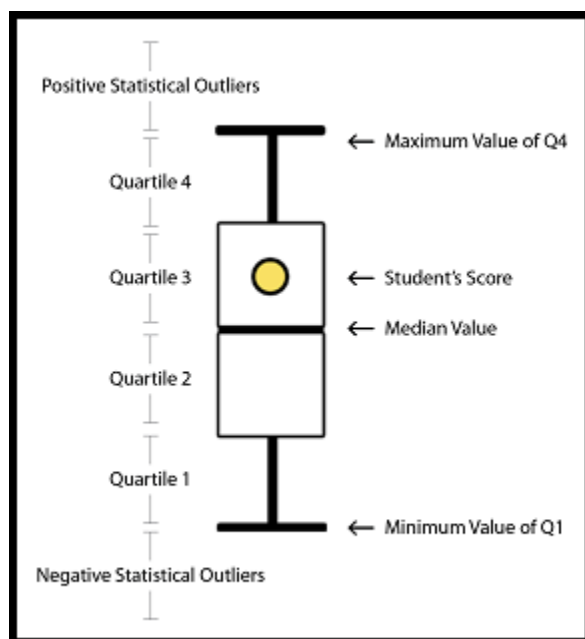 Positive Statistical Outliers
Maximum Value of Q4
Quartile 4
Quartile 3
Student's Score
Median Value
Quartile 2
Quartile 1
Minimum Value of Q1
Negative Statistical Outliers